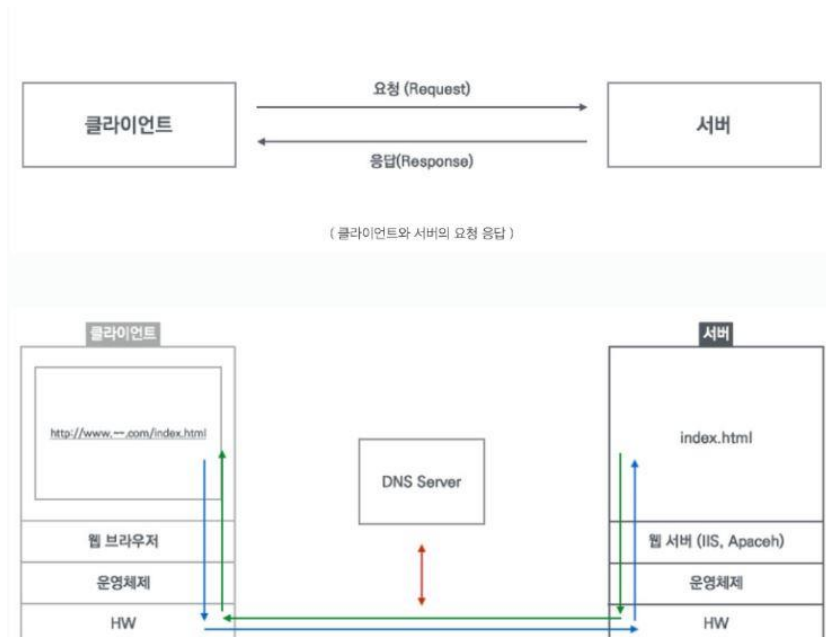 요청 (Request)
클라이언트
서버
응답(Response)
( 클라이언트와 서버의 요청 응답 )
클라이언트
서버
http://www.--.com/index.html
index.html
DNS Server
웹 브라우저
웹 서버 (IIS, Apaceh)
운영체제
운영체제
HW
HW